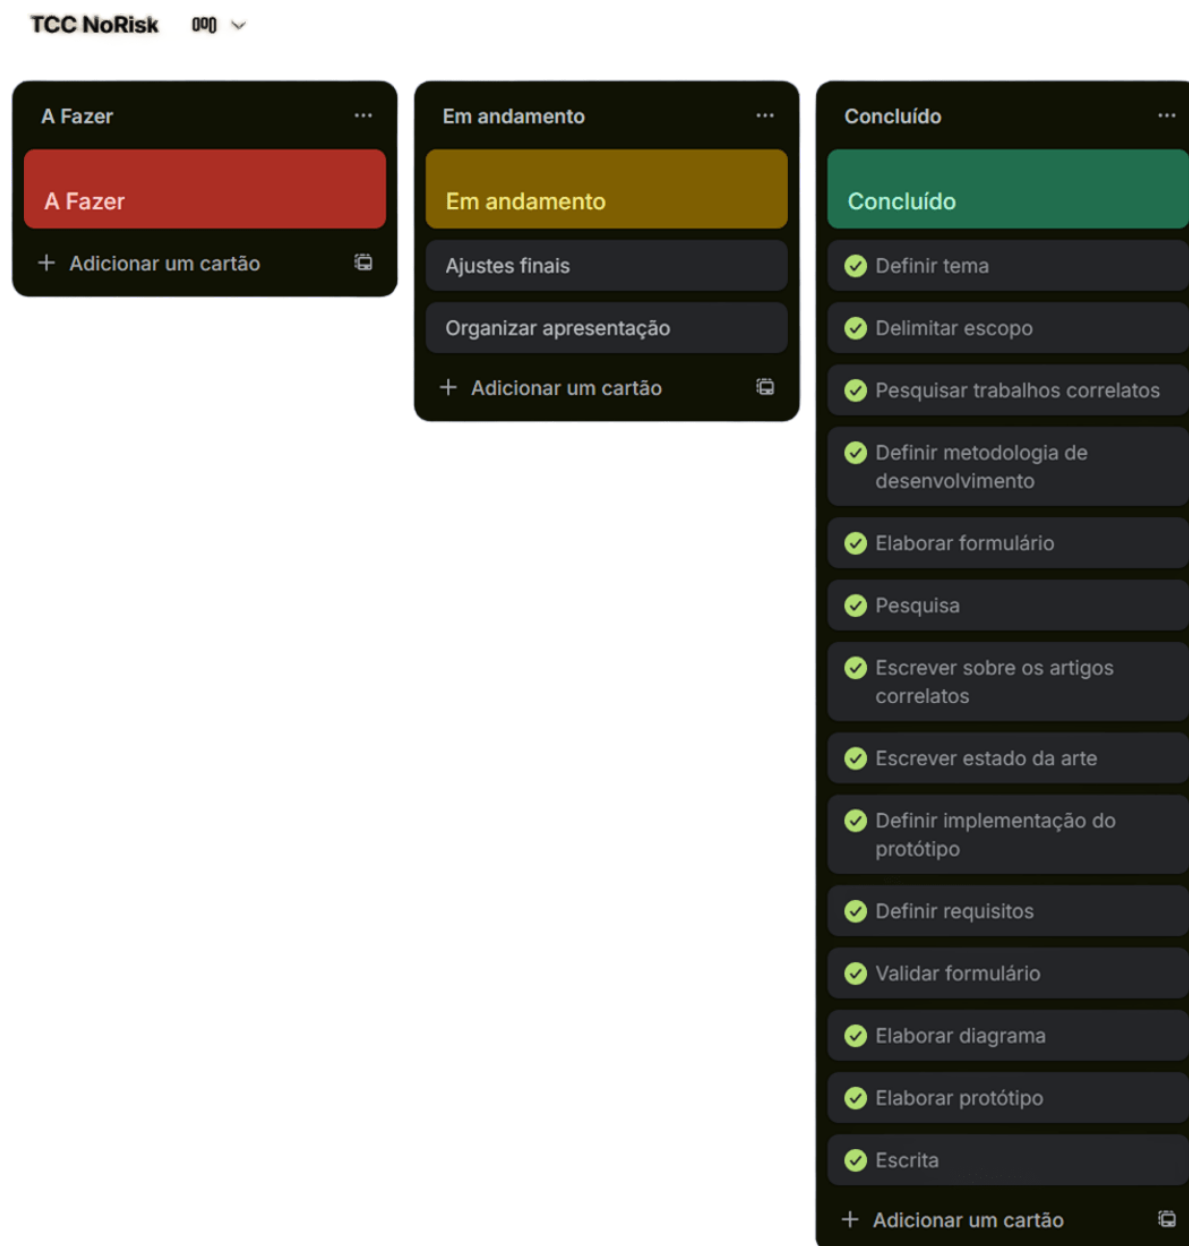 TCC NoRisk
A Fazer
A Fazer
+ Adicionar um cartão
Em andamento
Em andamento
Ajustes finais
Organizar apresentação
+ Adicionar um cartão
Concluído
Concluído
Definir tema
Delimitar escopo
Pesquisar trabalhos correlatos
Definir metodologia de
desenvolvimento
Elaborar formulário
Pesquisa
Escrever sobre os artigos
correlatos
Escrever estado da arte
Definir implementação do
protótipo
Definir requisitos
Validar formulário
Elaborar diagrama
Elaborar protótipo
Escrita
+ Adicionar um cartão